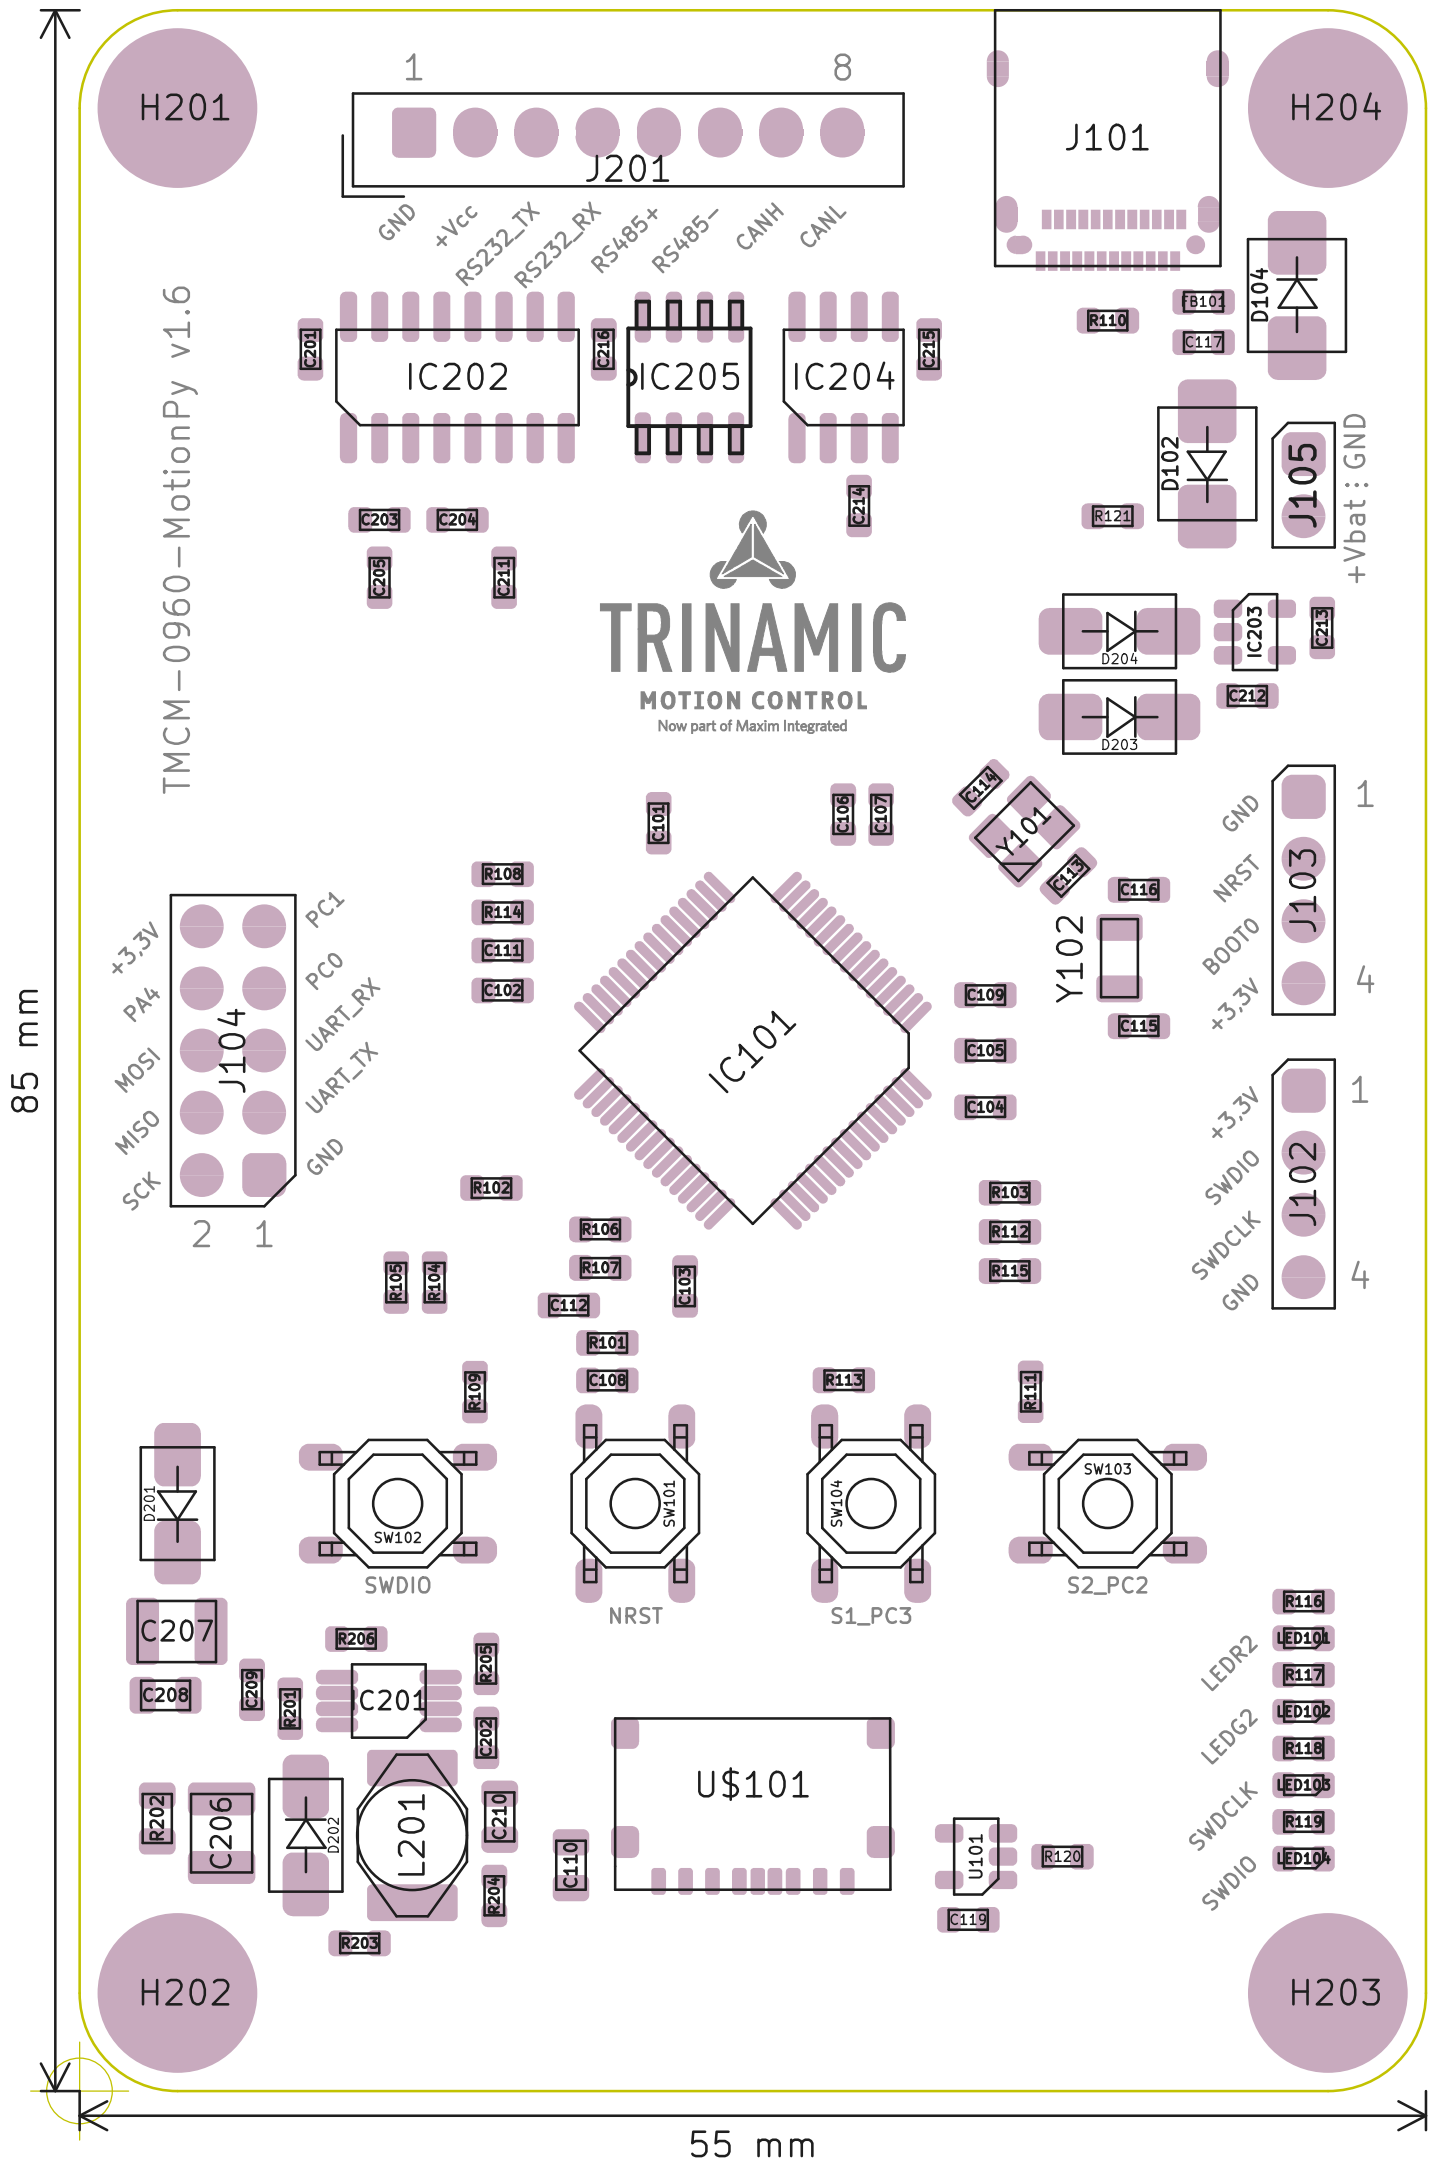 1
8
H201
J201
J101
H204
GND
+Vcc
RS232_TX
RS232_RX
RS485+
RS485-
CANH
CANL
TMCM-0960-MotionPy v1.6
C201
IC202
C216
IC205
IC204
C215
R110
FB101
C117
D104
D102
J105
+Vbat : GND
R121
C203
C204
C214
C205
C211
TRINAMIC
MOTION CONTROL
Now part of Maxim Integrated
D204
IC203
C213
C212
D203
C101
C106
C107
C114
Y101
C113
C116
Y102
C115
GND
NRST
BOOT0
+3,3V
J103
1
4
R108
R114
C111
C102
IC101
C109
C105
C104
+3,3V
PA4
MOSI
MISO
SCK
J104
PC1
PC0
UART_RX
UART_TX
GND
2
1
+3,3V
SWDIO
SWDCLK
GND
J102
1
4
85 mm
R102
R103
R112
R115
R106
R107
R105
R104
C103
C112
R101
C108
R109
R113
R111
D201
SW102
SWDIO
SW101
NRST
SW104
S1_PC3
SW103
S2_PC2
C207
C208
C209
R206
R201
IC201
R205
C202
R116
LED101
R117
LED102
R118
LED103
R119
LED104
LEDR2
LEDG2
SWDCLK
SWDIO
R202
C206
D202
L201
C210
R204
C110
R203
U$101
U101
R120
C119
H202
H203
55 mm